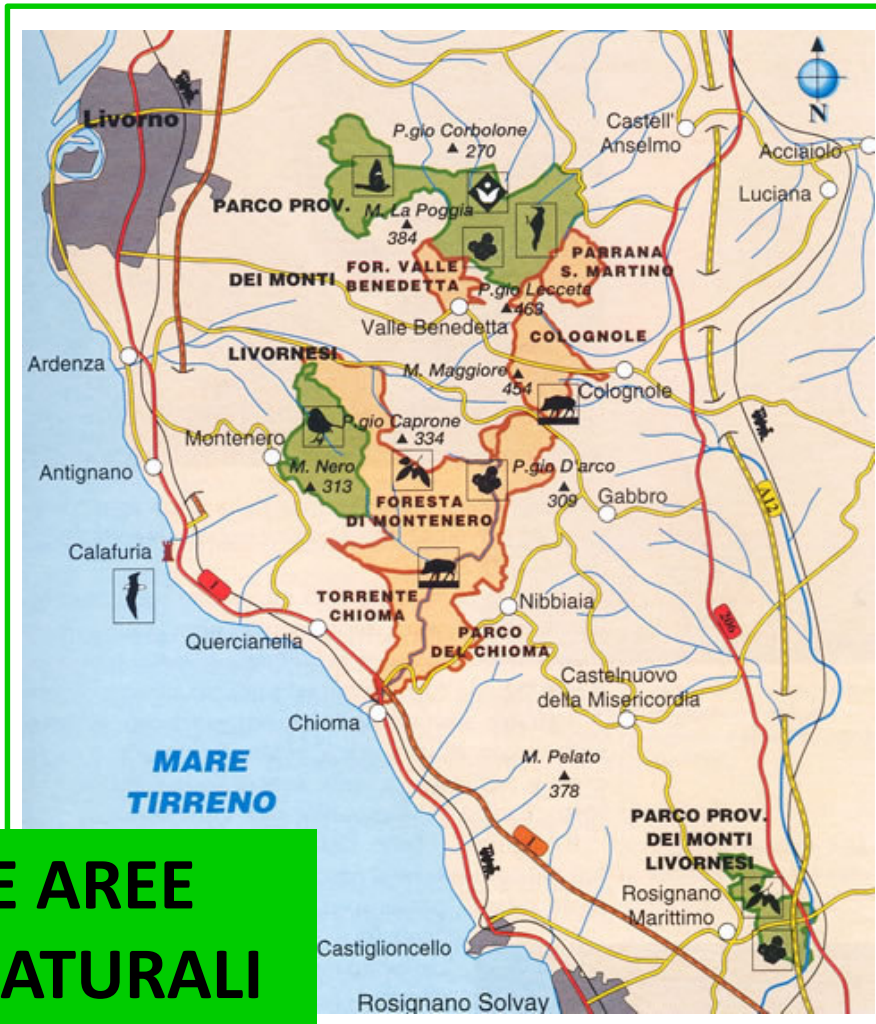 Livorno
P.gio Corbolone
270
Castell'
Anselmo
Acciaiolo
Luciana
N
PARCO PROV.
M. La Poggia
384
FOR. VALLE
BENEDETTA
PARRANA
S. MARTINO
DEI MONTI
P.gio Lecceta
463
Valle Benedetta
COLOGNOLE
LIVORNESI
Ardenza
M. Maggiore
454
Colognole
P.gio Caprone
334
Montenero
M. Nero
313
Antignano
P.gio D'arco
309
Gabbro
A12
FORESTA
DI MONTENERO
Calafuria
1
TORRENTE
CHIOMA
Nibbiaia
206
Quercianella
PARCO
DEL CHIOMA
Castelnuovo
della Misericordia
Chioma
MARE
TIRRENO
M. Pelato
378
1
PARCO PROV.
DEI MONTI
LIVORNESI
Rosignano
Marittimo
Castiglioncello
Rosignano Solvay
E AREE
ATURALI